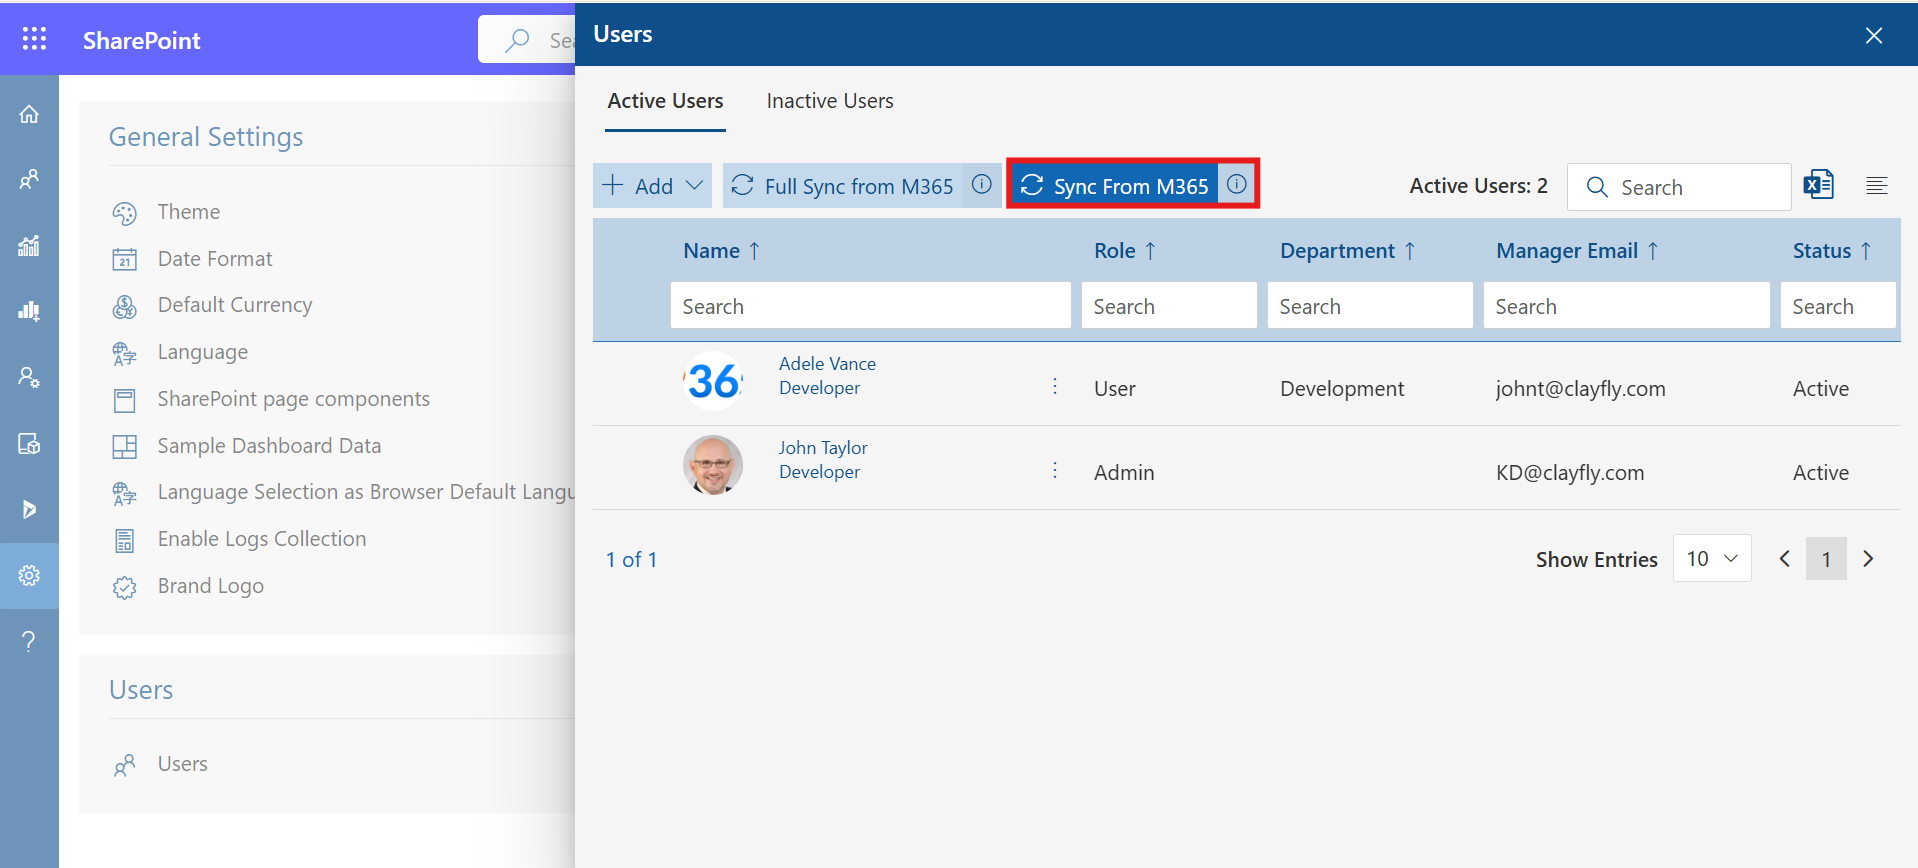 SharePoint
General Settings
Theme
21
Date Format
Default Currency
Language
SharePoint page components
Sample Dashboard Data
Language Selection as Browser Default Langu
Enable Logs Collection
Brand Logo
Users
Users
Users
Active Users
Inactive Users
Add
Full Sync from M365
Sync From M365
Active Users: 2
Search
Name ↑
Role ↑
Department ↑
Manager Email ↑
Status ↑
Search
Search
Search
Search
Search
36
Adele Vance
Developer
User
Development
johnt@clayfly.com
Active
John Taylor
Developer
Admin
KD@clayfly.com
Active
1 of 1
Show Entries
10
1